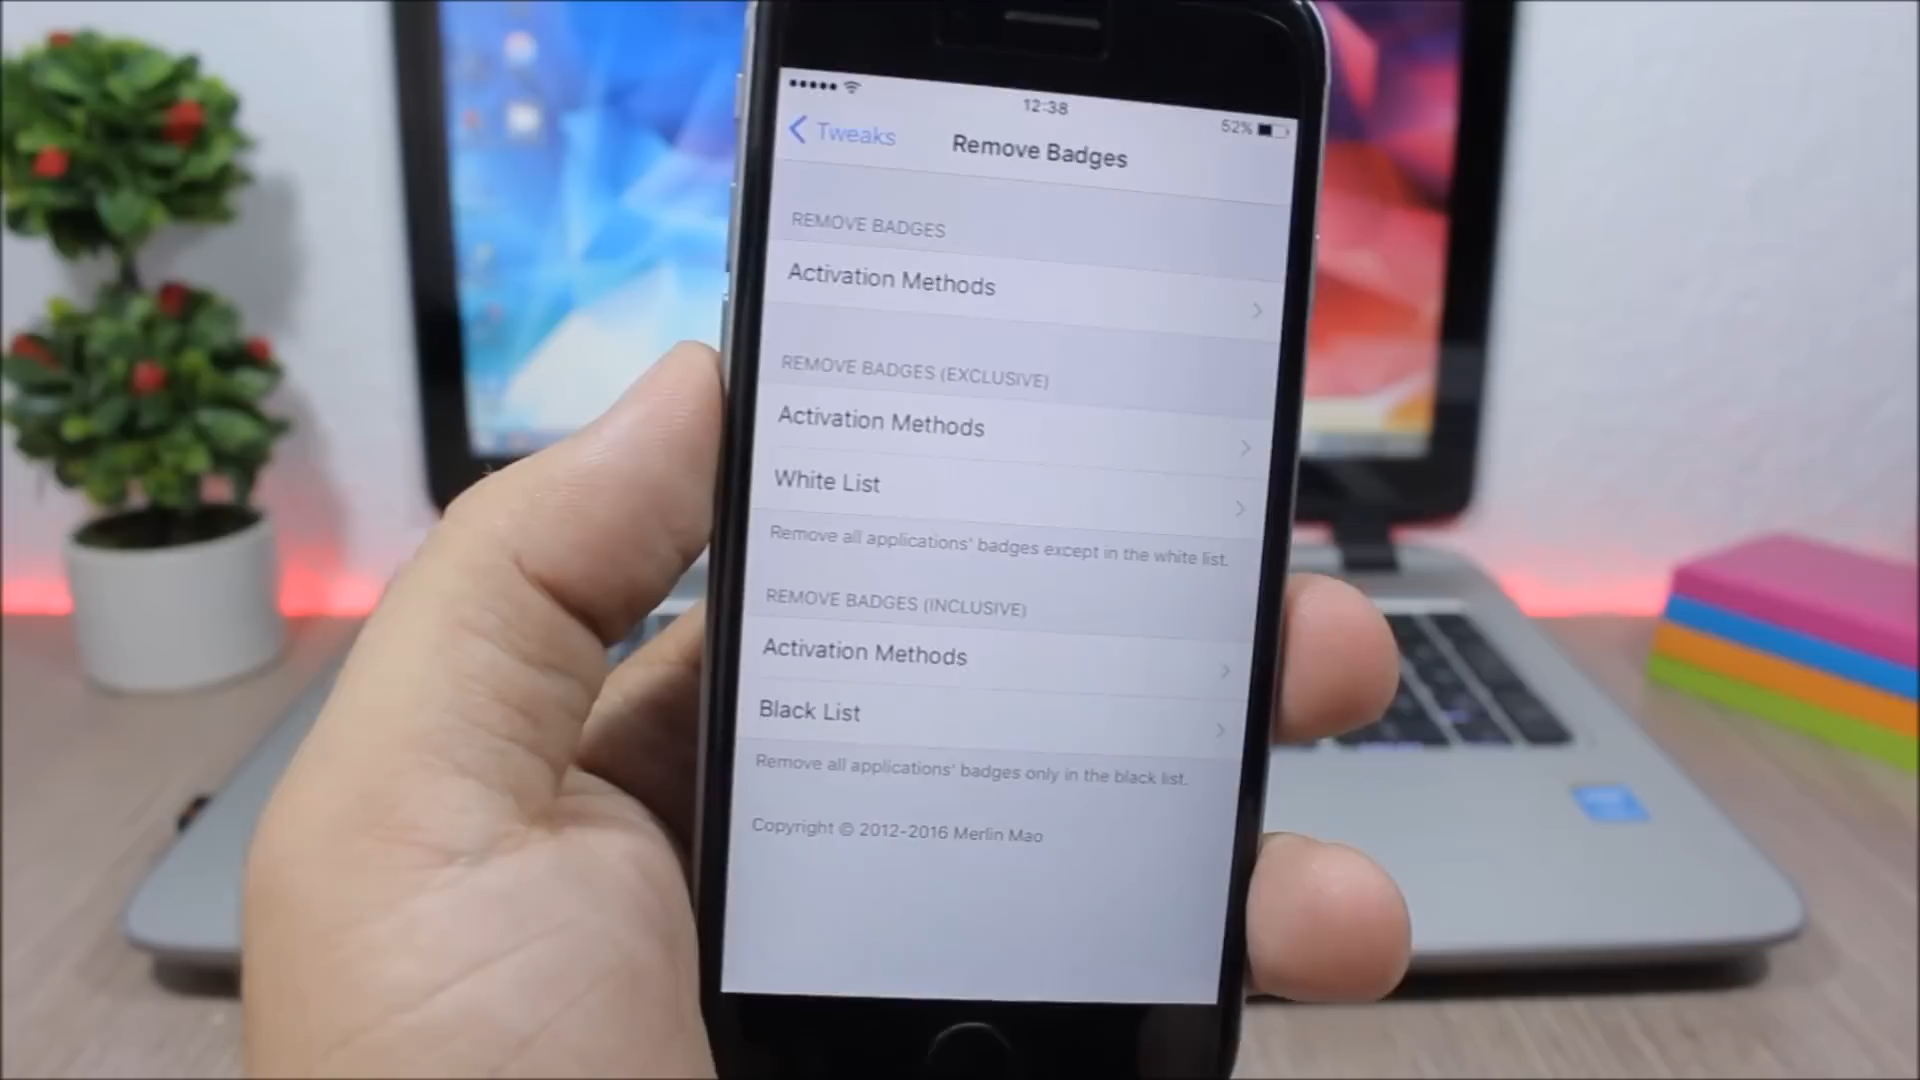 12:38
52%
Tweaks
Remove Badges
REMOVE BADGES
Activation Methods
REMOVE BADGES (EXCLUSIVE)
Activation Methods
White List
Remove all applications' badges except in the white list.
REMOVE BADGES (INCLUSIVE)
Activation Methods
Black List
Remove all applications' badges only in the black list.
Copyright © 2012-2016 Merlin Mao